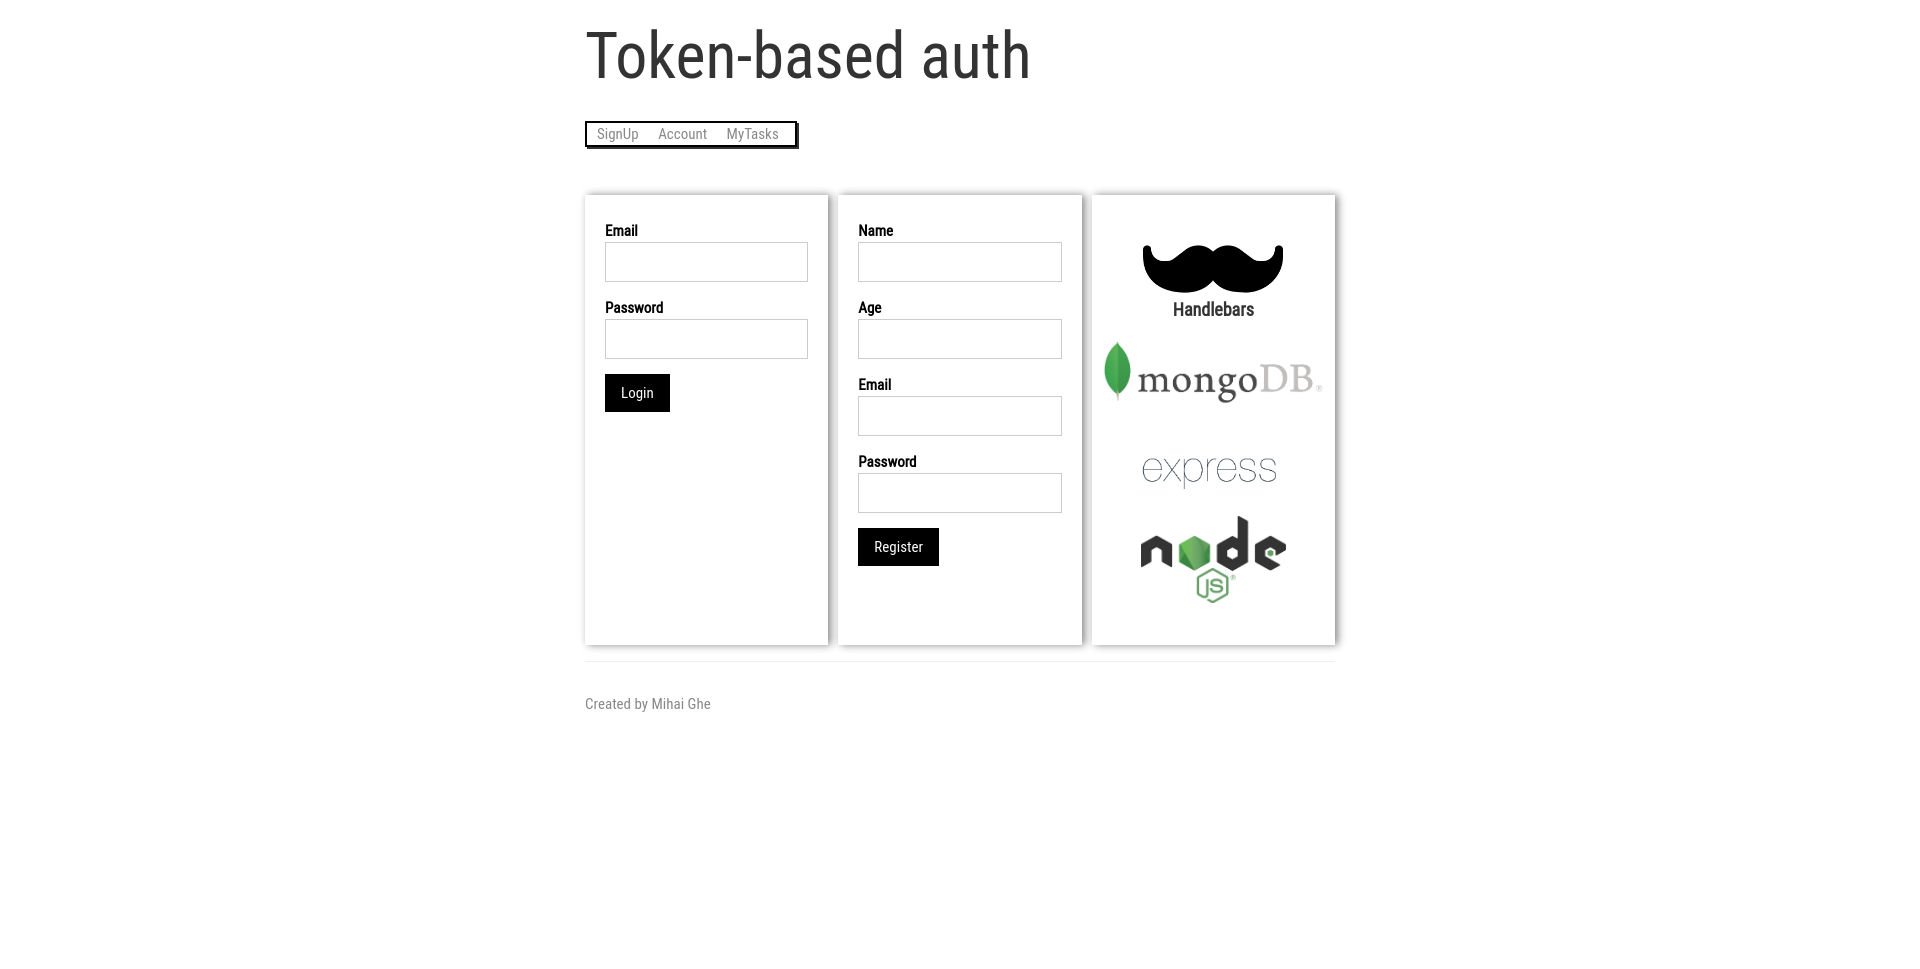 Token-based auth
SignUp Account MyTasks
Email
Password
Login
Name
Age
Email
Password
Register
Handlebars
mongoDB®
express
node
JS®
Created by Mihai Ghe